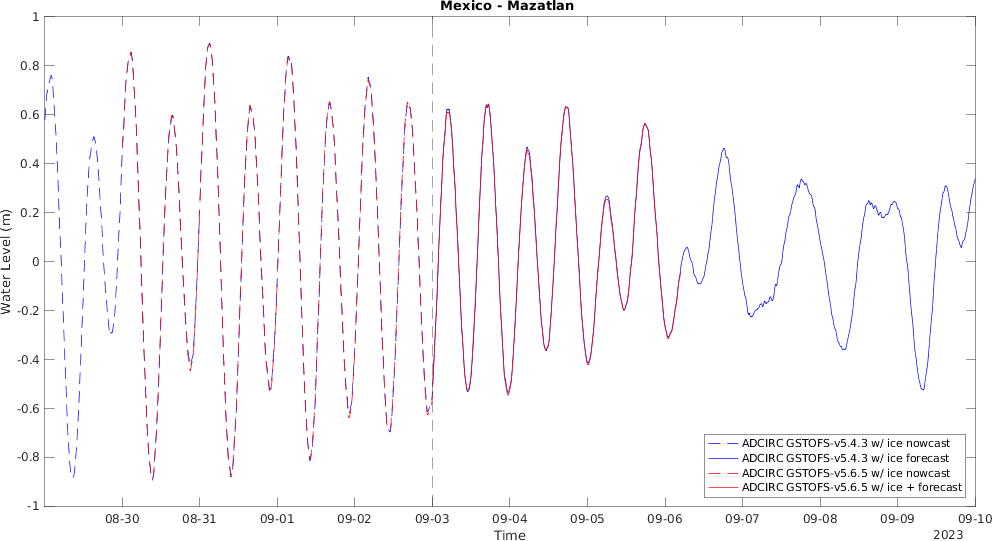 Mexico - Mazatlan
1
0.8
0.6
0.4
0.2
0
-0.2
-0.4
-0.6
-0.8
-1
Water Level (m)
ADCIRC GSTOFS-v5.4.3 w/ ice nowcast
ADCIRC GSTOFS-v5.4.3 w/ ice forecast
ADCIRC GSTOFS-v5.6.5 w/ ice nowcast
ADCIRC GSTOFS-v5.6.5 w/ ice + forecast
08-30 08-31 09-01 09-02 09-03 09-04 09-05 09-06 09-07 09-08 09-09 09-10
Time
2023